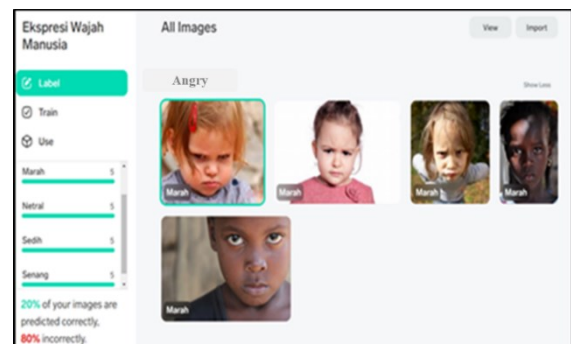 Ekspresi Wajah
Manusia
All Images
View
Import
Label
Angry
Show Less
Train
Use
Marah 5
Netral 5
Sedih 5
Senang 5
Marah
Marah
Marah
Marah
Marah
20% of your images are
predicted correctly,
80% incorrectly.